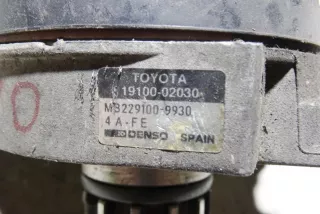 TOYOTA
19100-02030
MB229100-9930
4A-FE
DENSO SPAIN